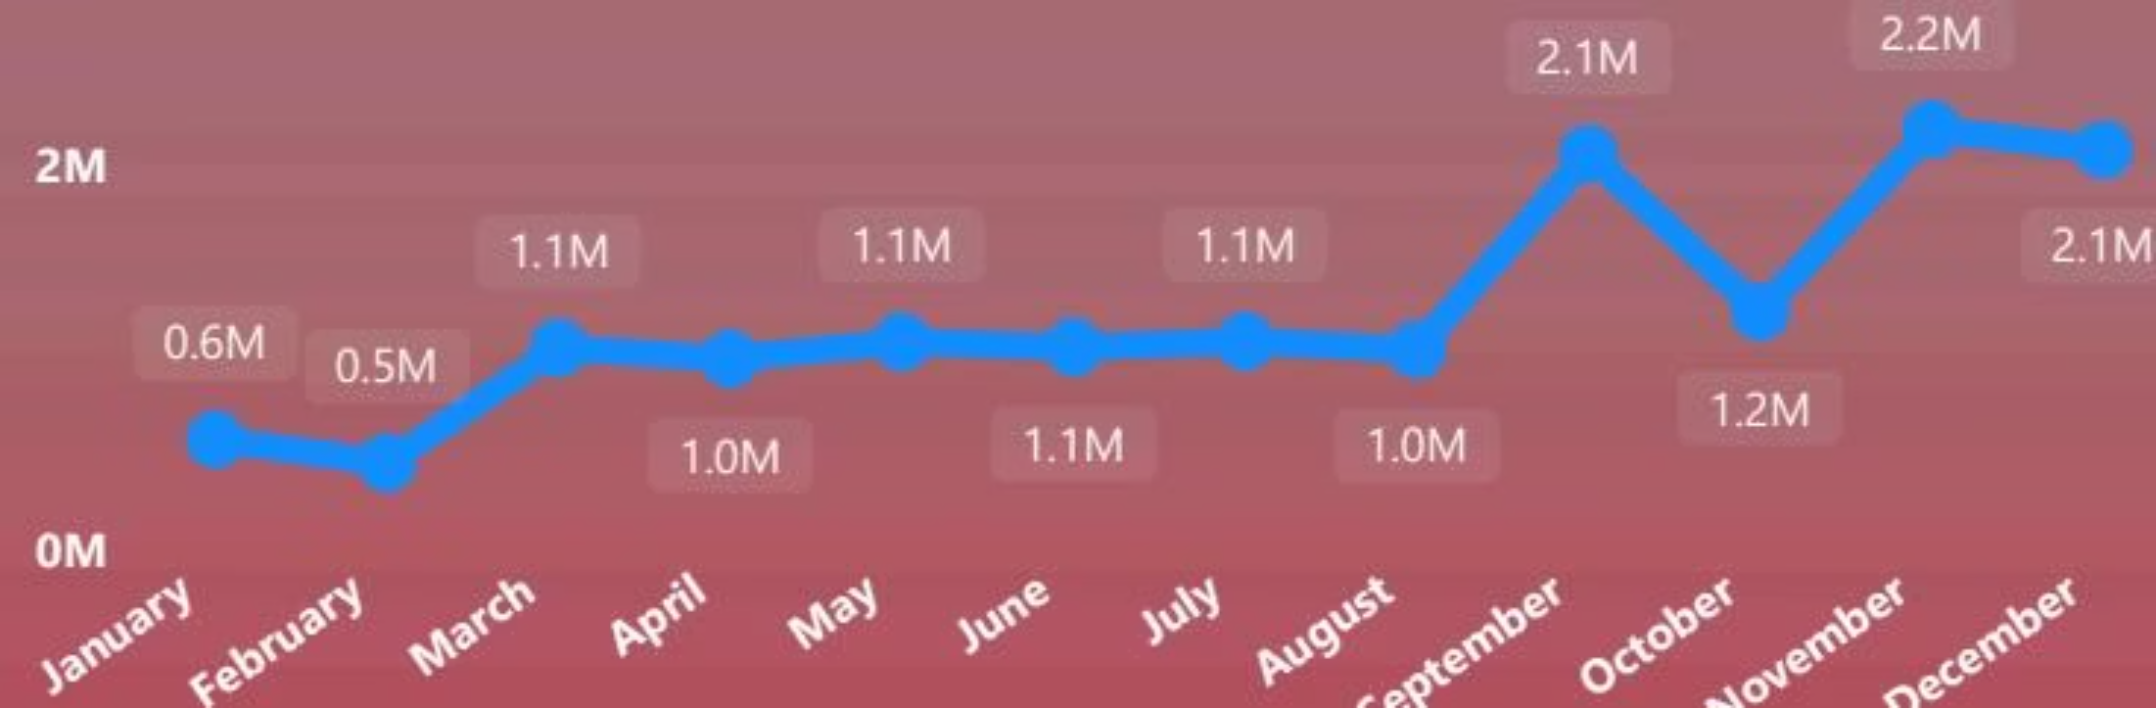 2.2M
2.1M
2M
1.1M
1.1M
1.1M
2.1M
0.6M
0.5M
1.2M
1.0M
1.1M
1.0M
0M
January
February
March
April
May
June
July
August
September
October
November
December